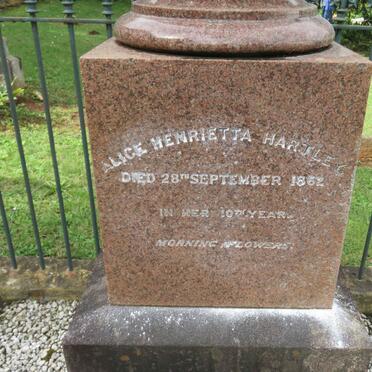 ALICE HENRIETTA HARTLEY
DIED 28TH SEPTEMBER 1862
IN HER 10TH YEAR.
MORNING FLOWERS.